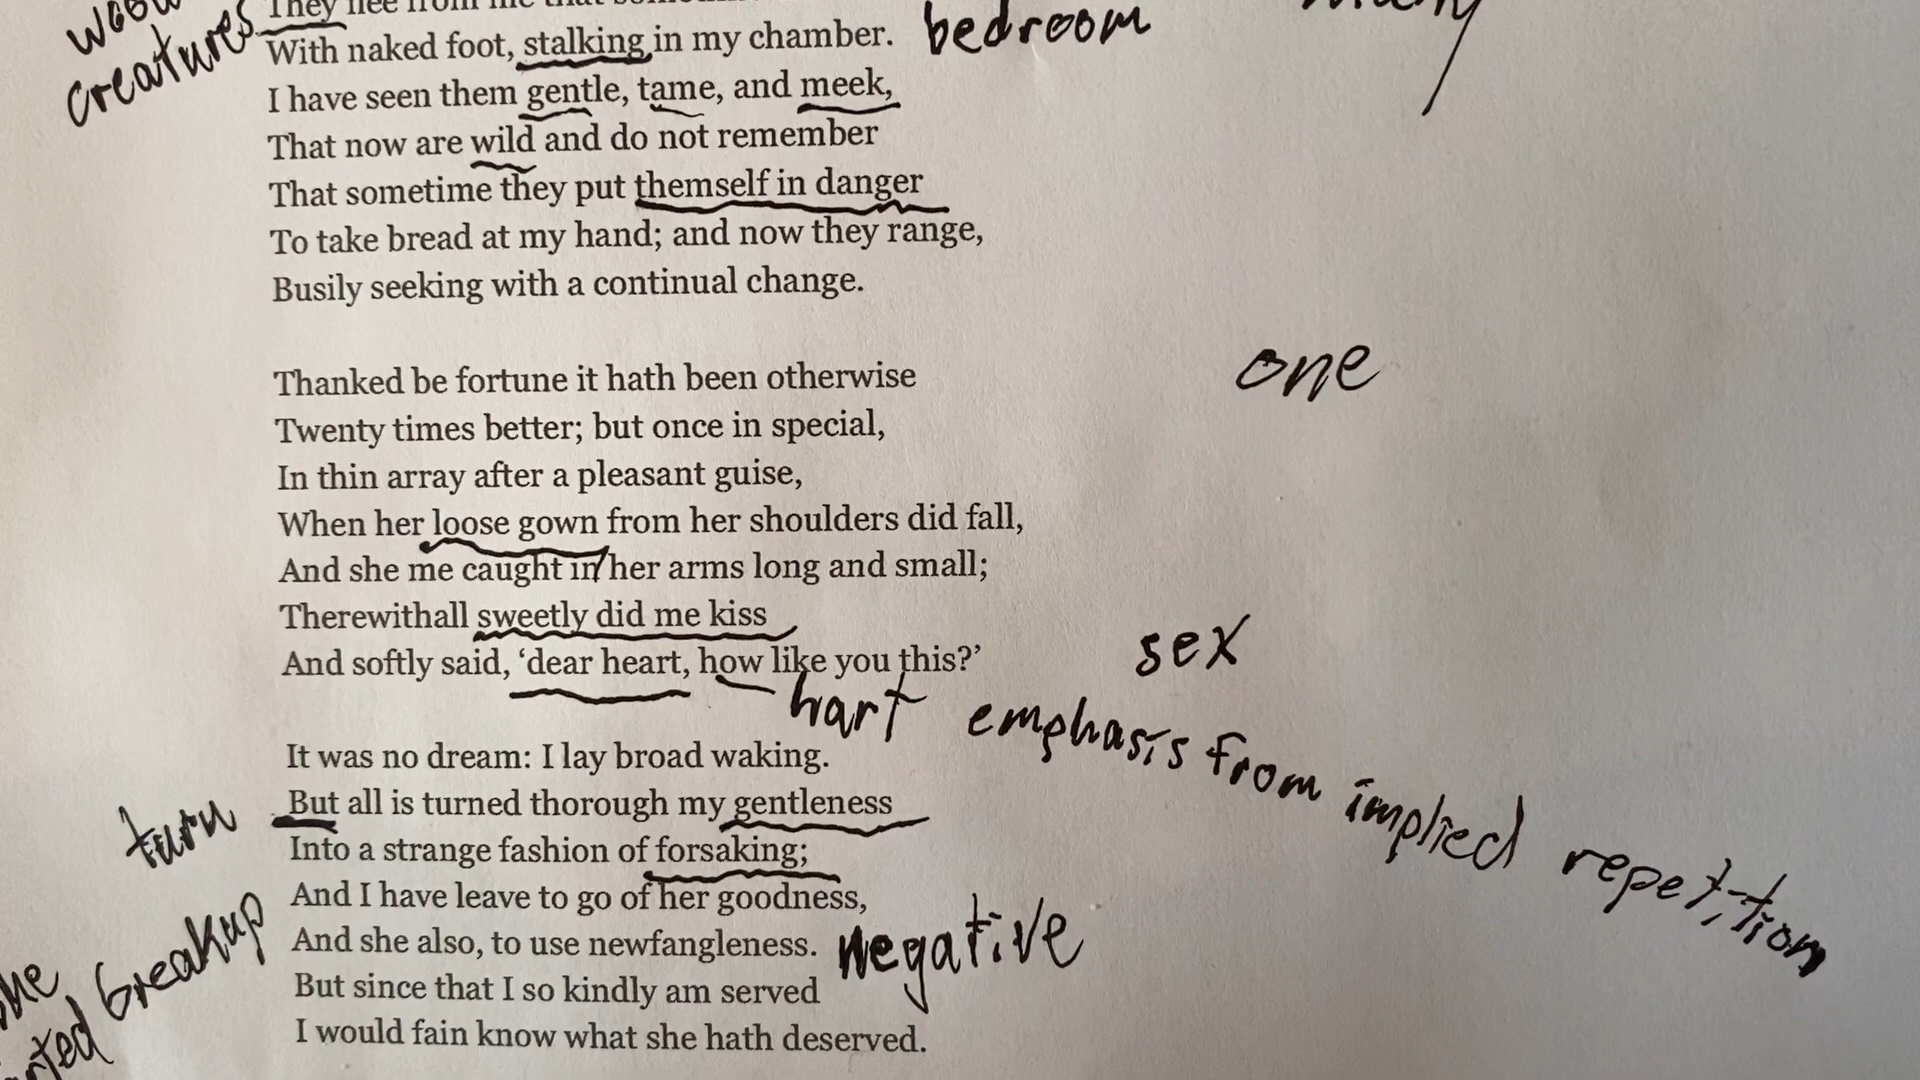 They flee from me that
With naked foot, stalking in my chamber. bedroom
creatures
I have seen them gentle, tame, and meek,
That now are wild and do not remember
That sometime they put themself in danger
To take bread at my hand; and now they range,
Busily seeking with a continual change.
Thanked be fortune it hath been otherwise one
Twenty times better; but once in special,
In thin array after a pleasant guise,
When her loose gown from her shoulders did fall,
And she me caught in her arms long and small;
Therewithall sweetly did me kiss
sex
And softly said, ‘dear heart, how like you this?’
hart emphasis from implied repetition
It was no dream: I lay broad waking.
turn But all is turned thorough my gentleness
Into a strange fashion of forsaking;
And I have leave to go of her goodness,
And she also, to use newfangleness. negative
breakup
But since that I so kindly am served
I would fain know what she hath deserved.